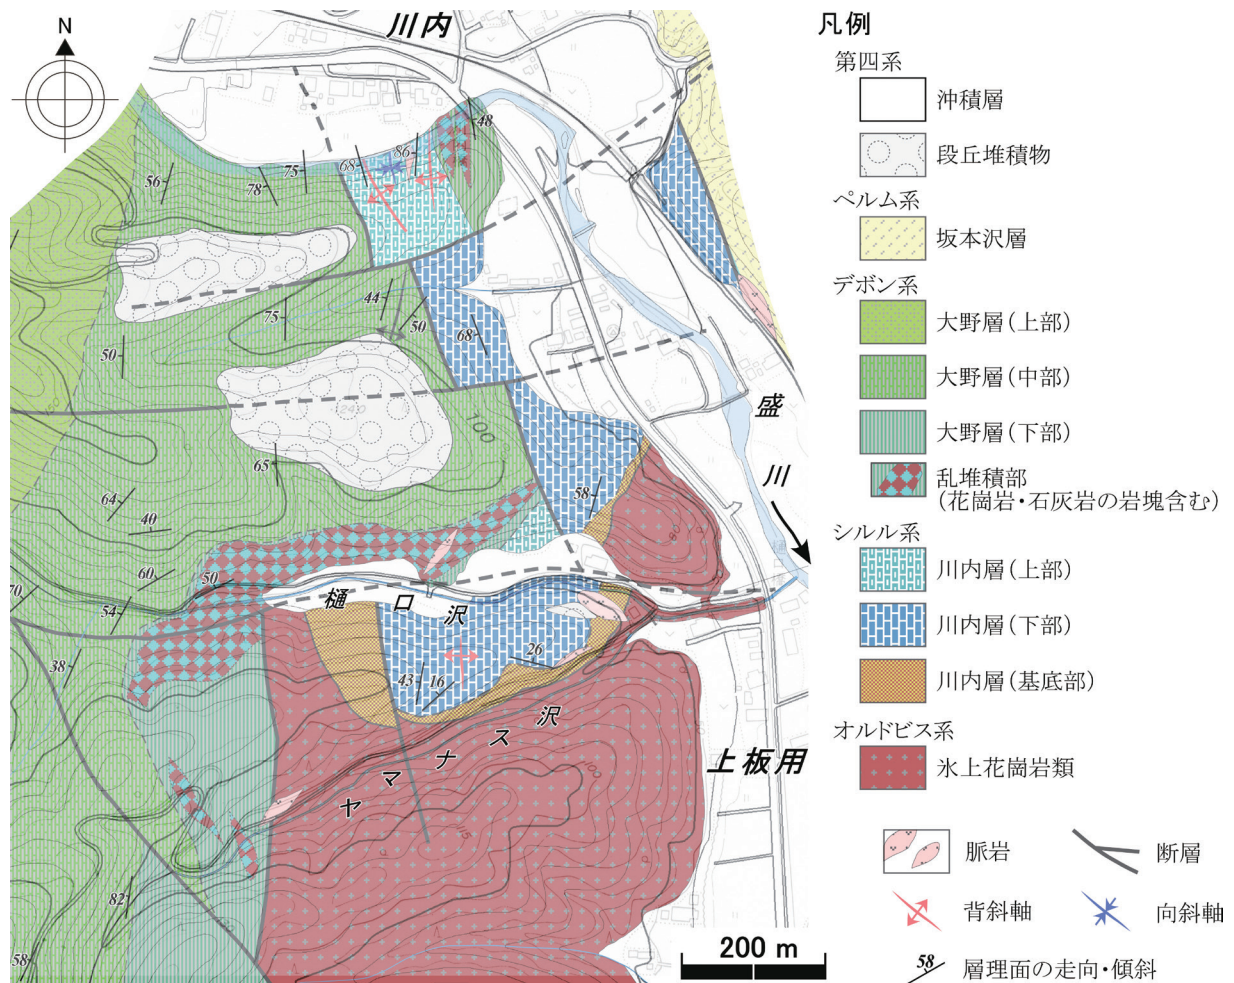 N
川内
凡例
第四系
沖積層
段丘堆積物
ペルム系
坂本沢層
デボン系
大野層（上部）
大野層（中部）
大野層（下部）
乱堆積部
（花崗岩・石灰岩の岩塊含む）
シルル系
川内層（上部）
川内層（下部）
川内層（基底部）
オルドビス系
氷上花崗岩類
脈岩
断層
背斜軸
向斜軸
58
層理面の走向・傾斜
48
86
68
75
78
56
44
50
75
68
50
盛
川
100
240
65
58
64
40
60
50
70
54
樋口沢
38
26
43
16
ヤマナス沢
上板用
100
115
80
82
58
200 m